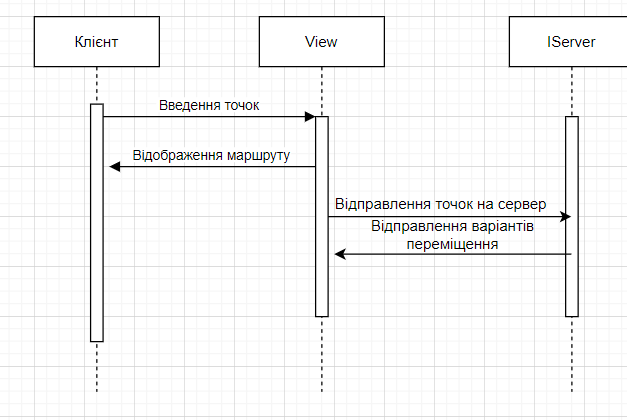 Клієнт
View
IServer
Введення точок
Відображення маршруту
Відправлення точок на сервер
Відправлення варіантів
переміщення